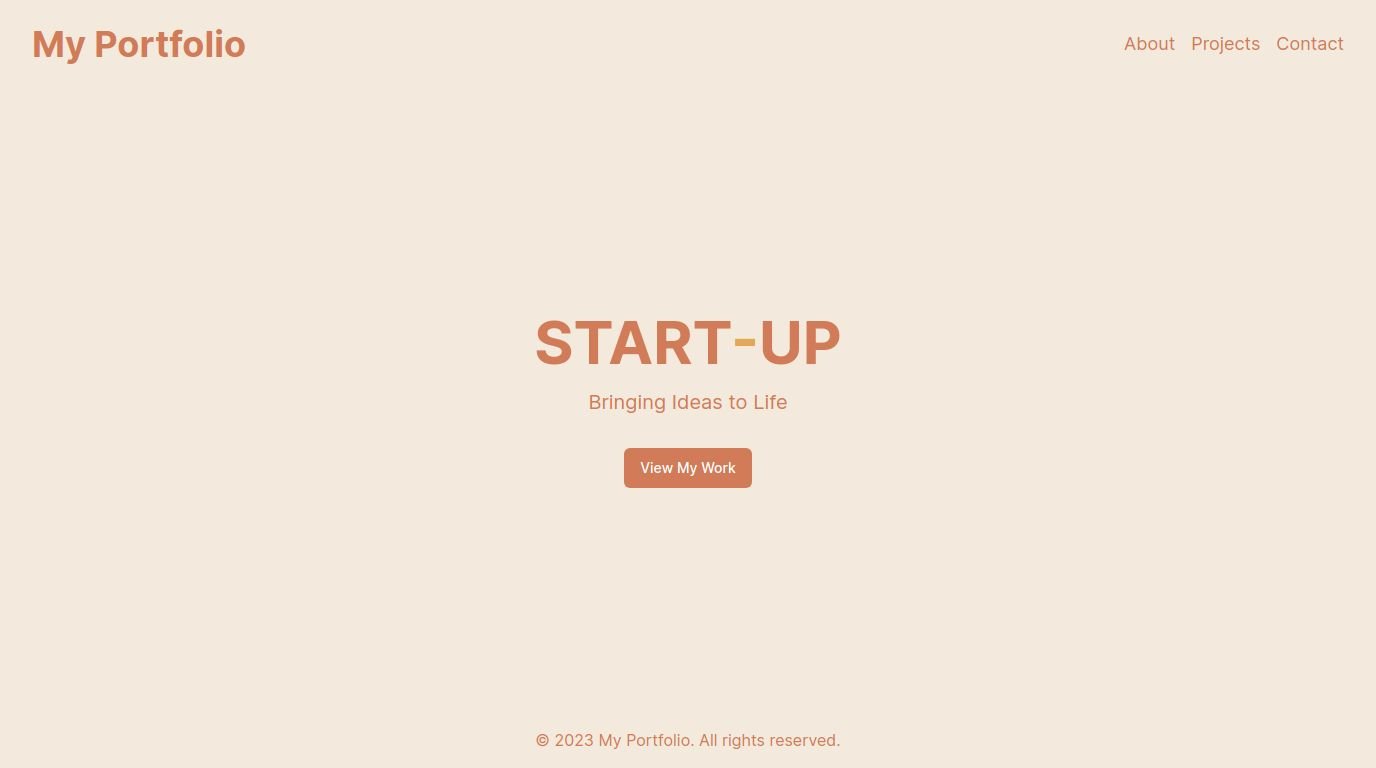 My Portfolio
About Projects Contact
START-UP
Bringing Ideas to Life
View My Work
© 2023 My Portfolio. All rights reserved.